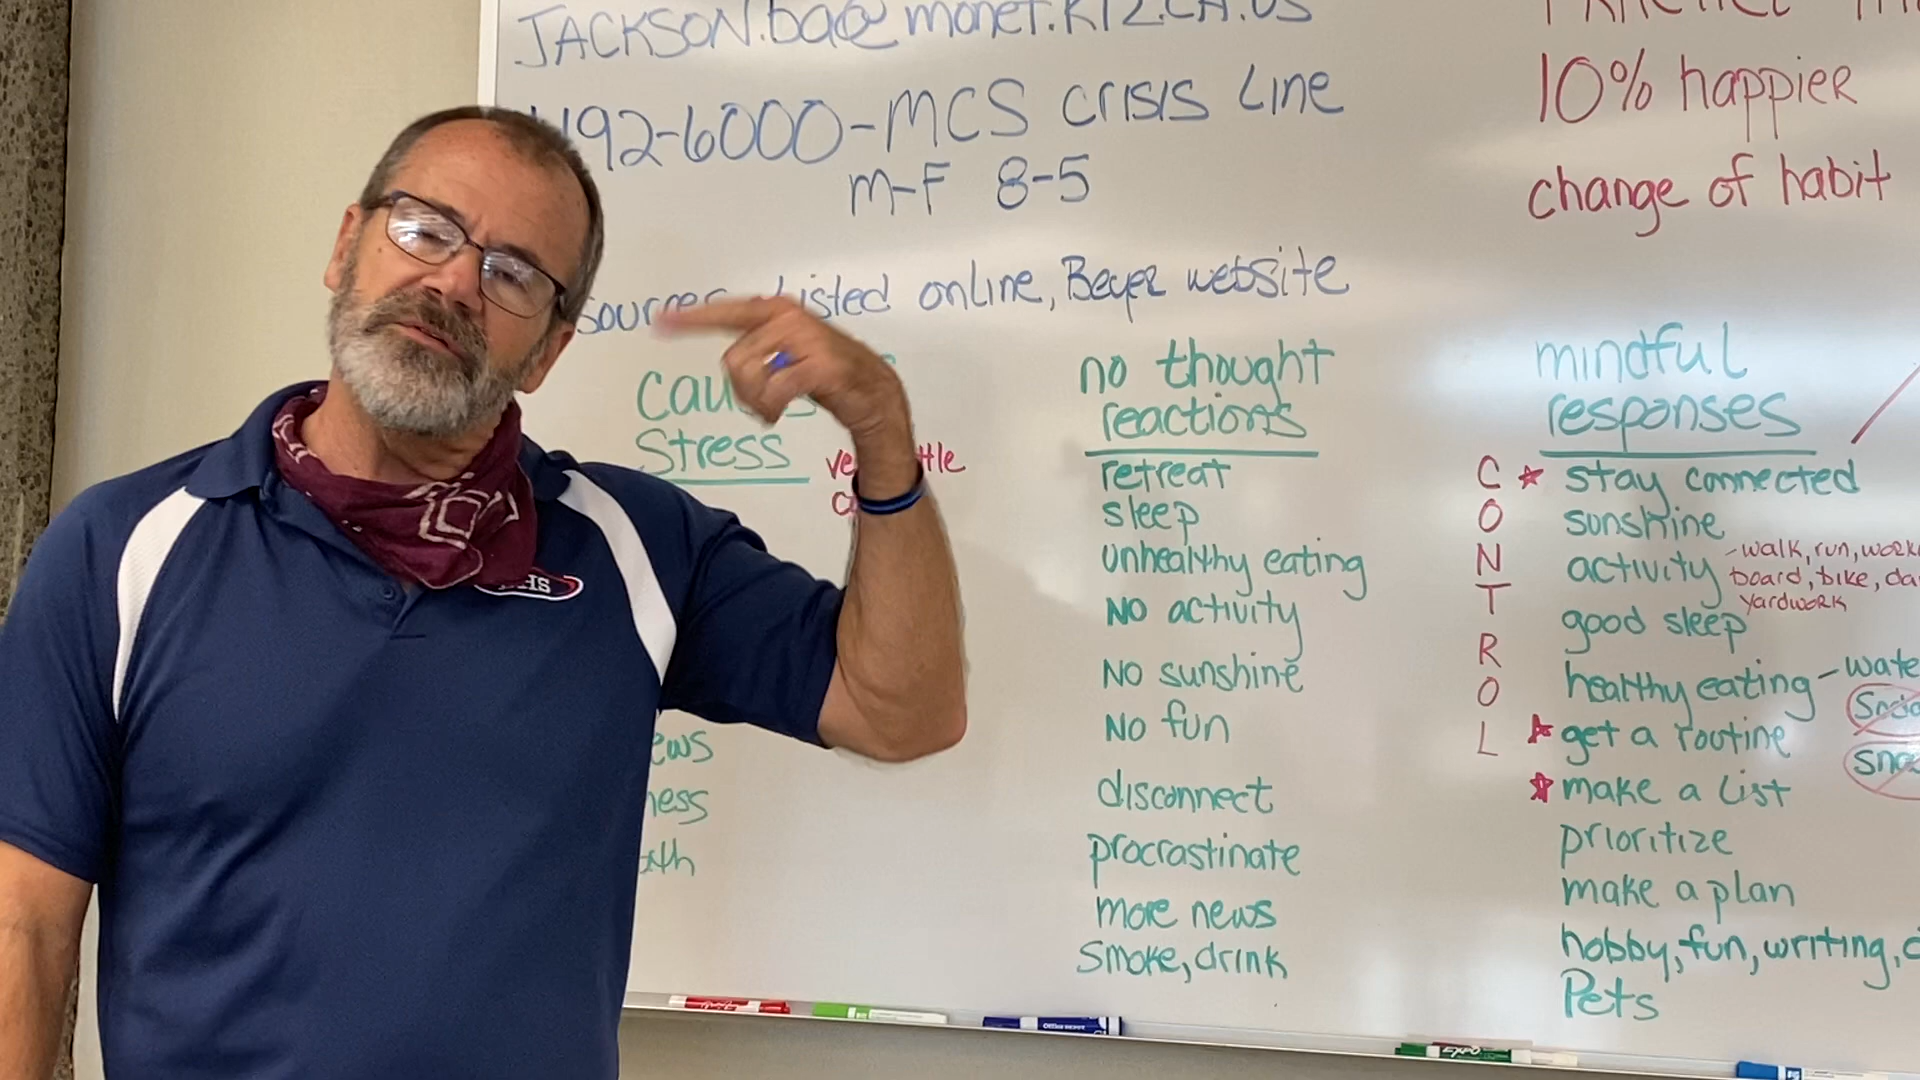 JACKSON.ba@monet.K12.CA.US
492-6000-MCS crisis Line
M-F 8-5
Listed online, Beyer website
10% happier
change of habit
Stress
no thought
reactions
retreat
sleep
unhealthy eating
NO activity
NO sunshine
NO fun
disconnect
procrastinate
more news
Smoke, drink
mindful
responses
CONTROL
stay connected
sunshine
activity - walk, run,
board, bike,
yardwork
good sleep
healthy eating -
get a routine
make a list
prioritize
make a plan
hobby, fun, writing,
Pets
EXPO